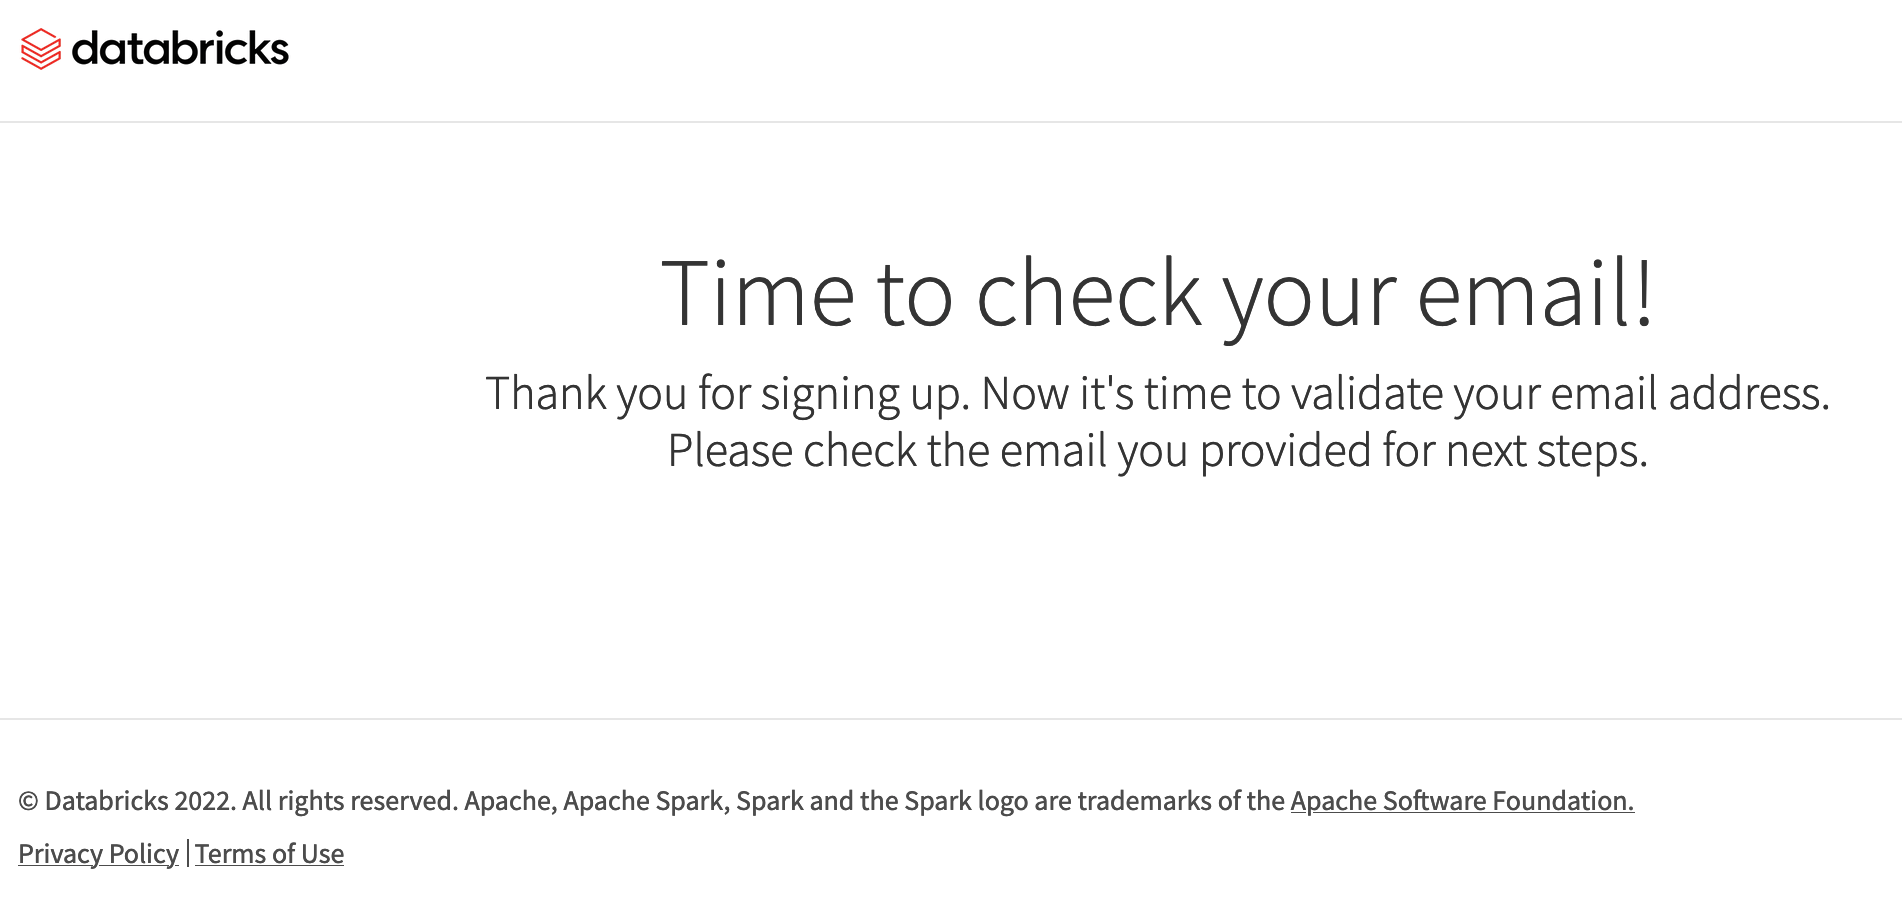 databricks
Time to check your email!
Thank you for signing up. Now it's time to validate your email address.
Please check the email you provided for next steps.
© Databricks 2022. All rights reserved. Apache, Apache Spark, Spark and the Spark logo are trademarks of the Apache Software Foundation.
Privacy Policy | Terms of Use